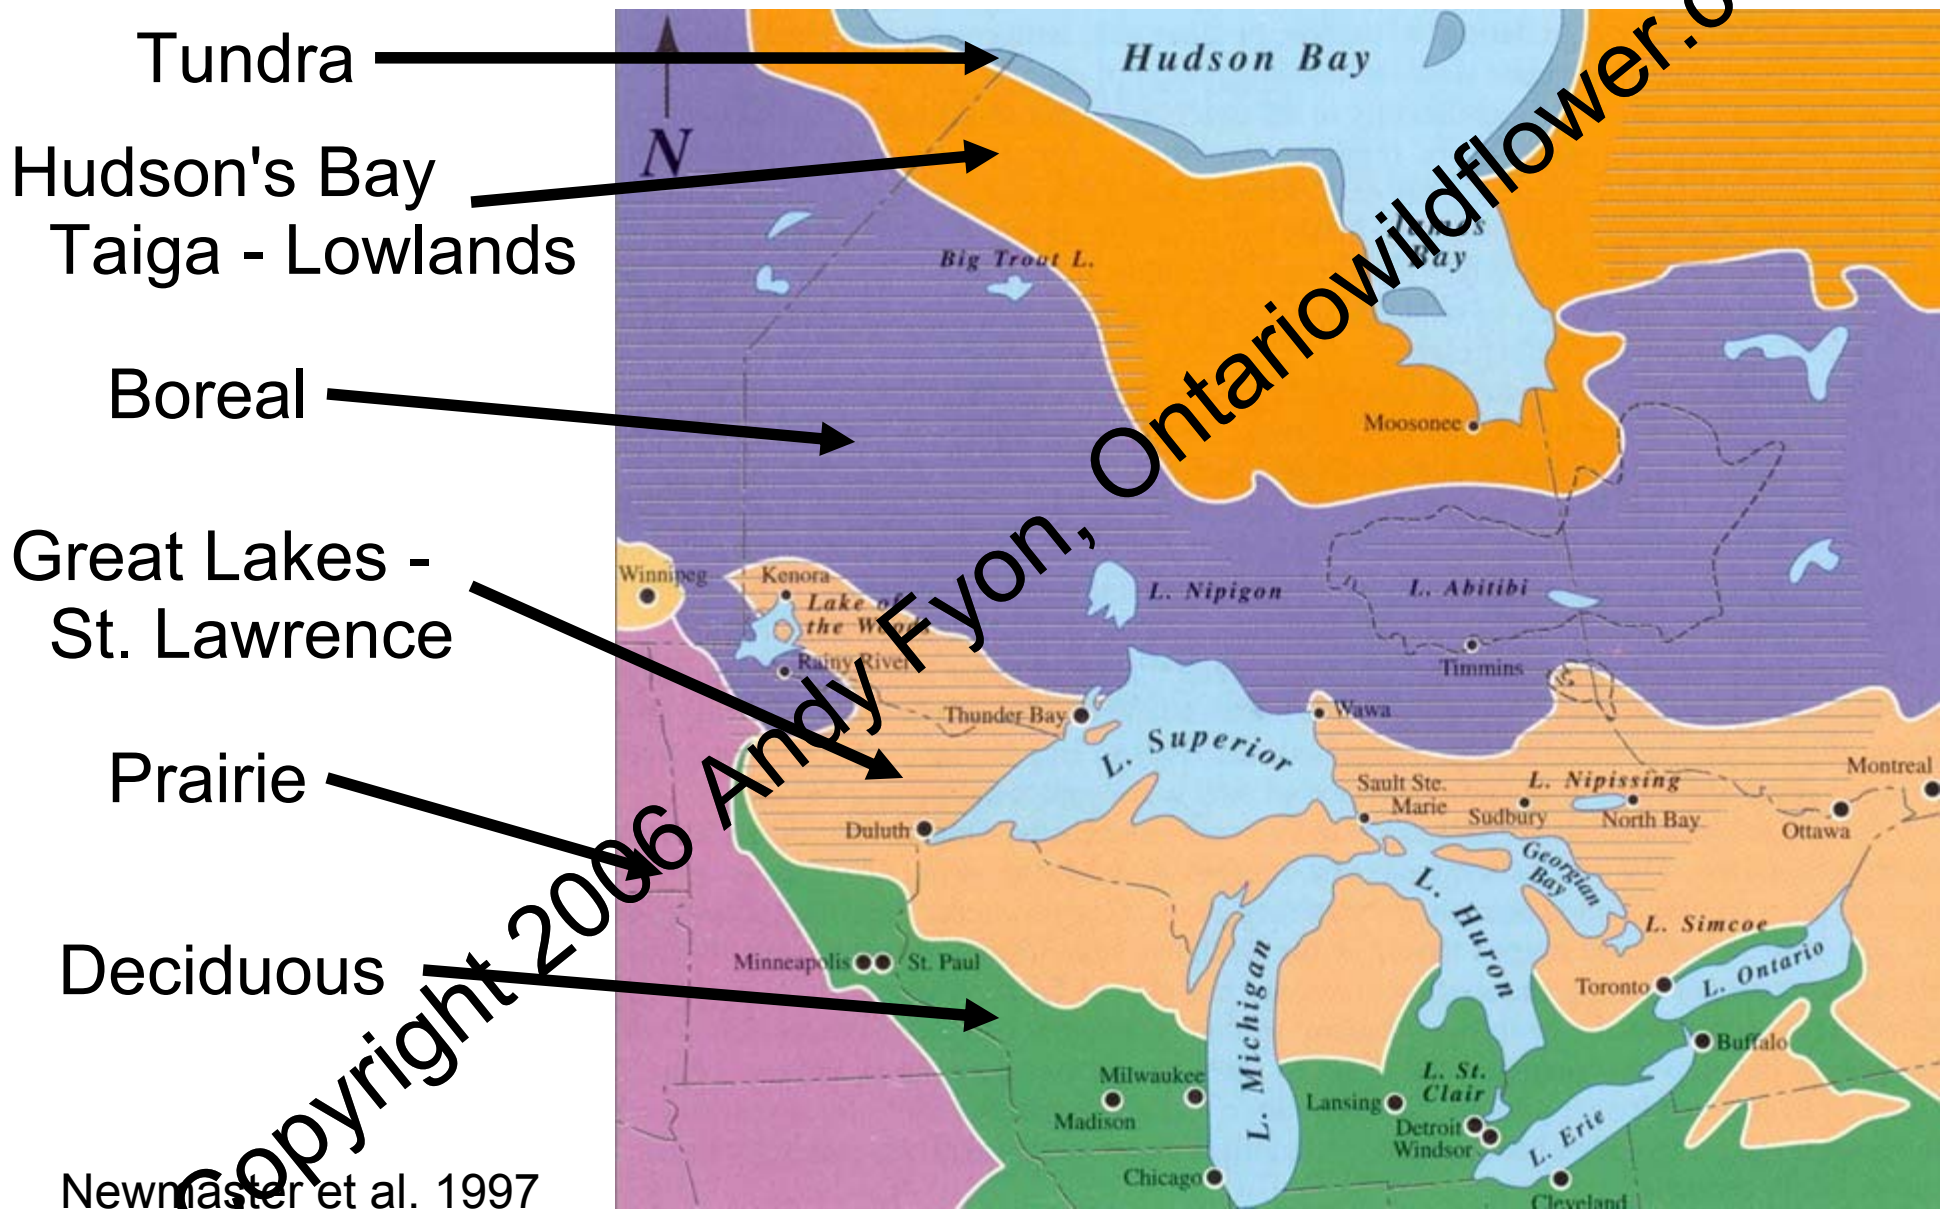 Tundra
Hudson's Bay
Taiga - Lowlands
Boreal
Great Lakes -
St. Lawrence
Prairie
Deciduous
Newmaster et al. 1997
Copyright 2006 Andy Fyon, Ontariowildflower.o
N
Hudson Bay
James
Bay
Big Trout L.
Moosonee
Winnipeg
Kenora
Lake of
the Woods
Rainy River
L. Nipigon
L. Abitibi
Timmins
Thunder Bay
Wawa
L. Superior
Duluth
Sault Ste.
Marie
L. Nipissing
Sudbury
North Bay
Montreal
Ottawa
Georgian
Bay
L. Huron
L. Simcoe
L. Michigan
Minneapolis
St. Paul
Toronto
L. Ontario
Buffalo
Milwaukee
Madison
Lansing
L. St.
Clair
Detroit
Windsor
L. Erie
Chicago
Cleveland